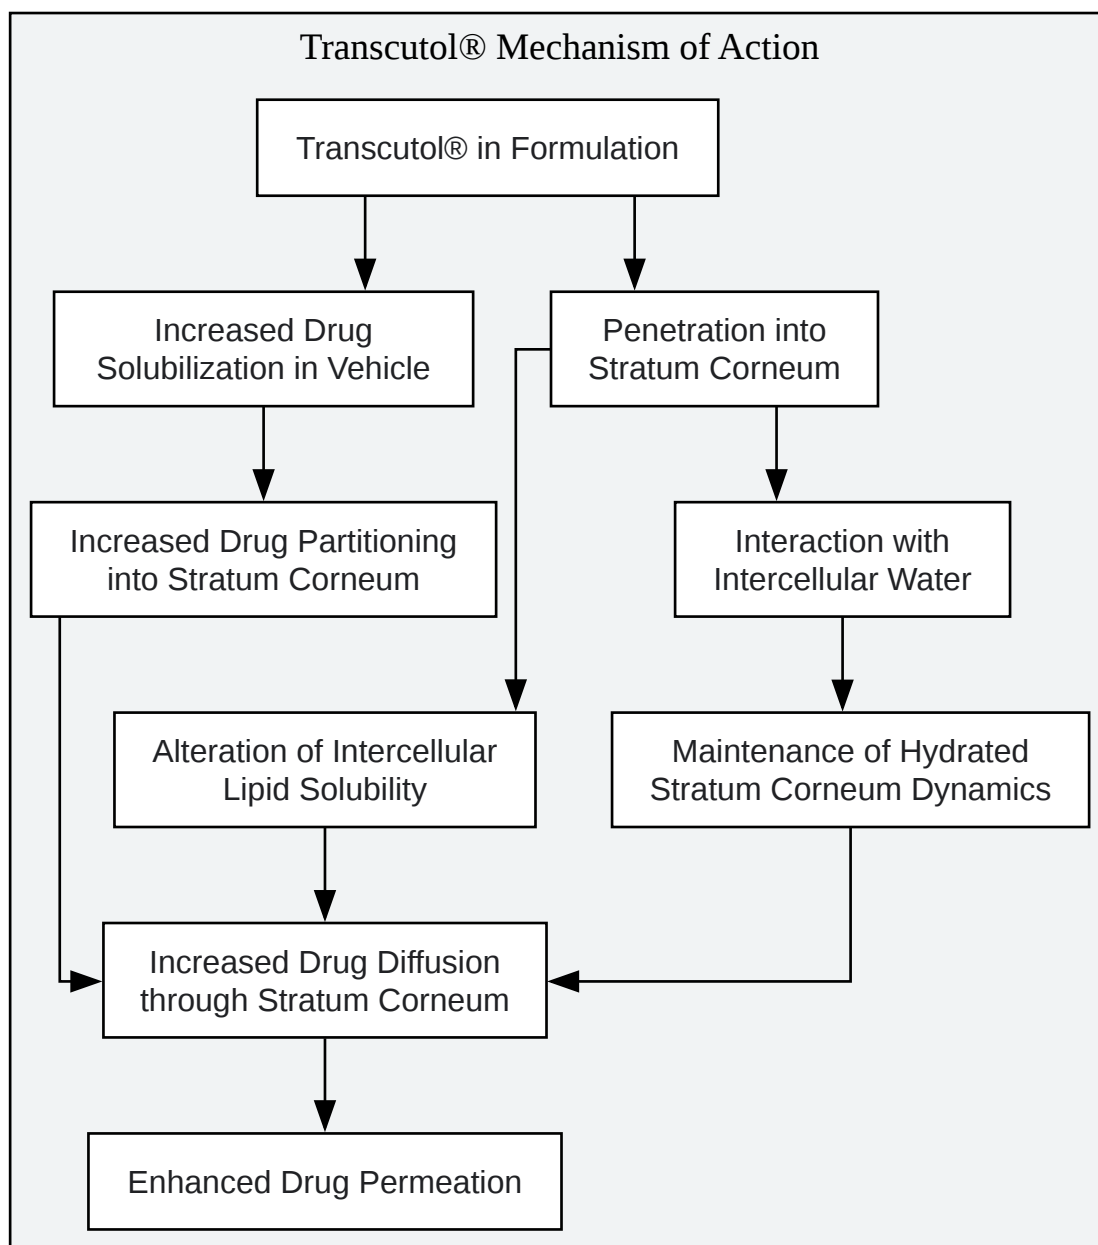 Transcutol® Mechanism of Action
Transcutol® in Formulation
Increased Drug
Solubilization in Vehicle
Penetration into
Stratum Corneum
Increased Drug Partitioning
into Stratum Corneum
Interaction with
Intercellular Water
Alteration of Intercellular
Lipid Solubility
Maintenance of Hydrated
Stratum Corneum Dynamics
Increased Drug Diffusion
through Stratum Corneum
Enhanced Drug Permeation